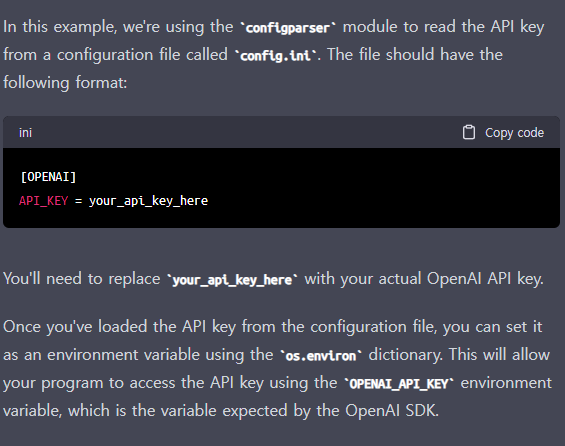 In this example, we're using the `configparser` module to read the API key
from a configuration file called `config.ini`. The file should have the
following format:
ini
Copy code
[OPENAI]
API_KEY = your_api_key_here
You'll need to replace `your_api_key_here` with your actual OpenAI API key.
Once you've loaded the API key from the configuration file, you can set it
as an environment variable using the `os.environ` dictionary. This will allow
your program to access the API key using the `OPENAI_API_KEY` environment
variable, which is the variable expected by the OpenAI SDK.